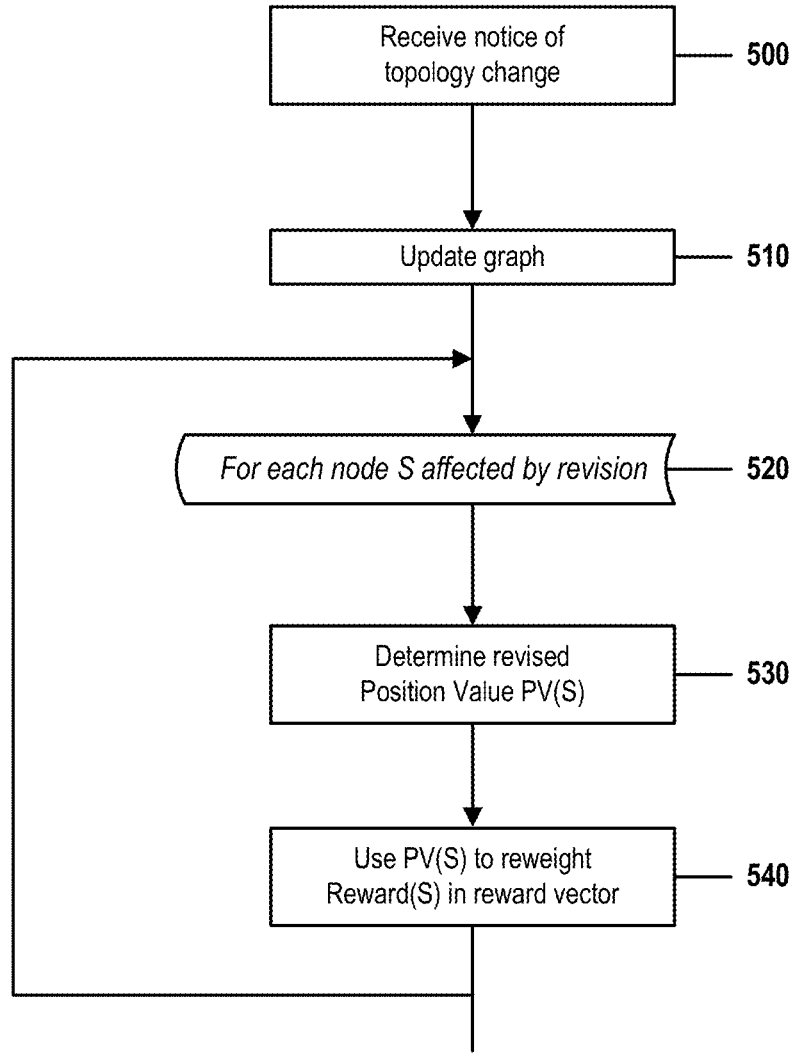 Receive notice of
topology change
500
Update graph
510
For each node S affected by revision
520
Determine revised
Position Value PV(S)
530
Use PV(S) to reweight
Reward(S) in reward vector
540